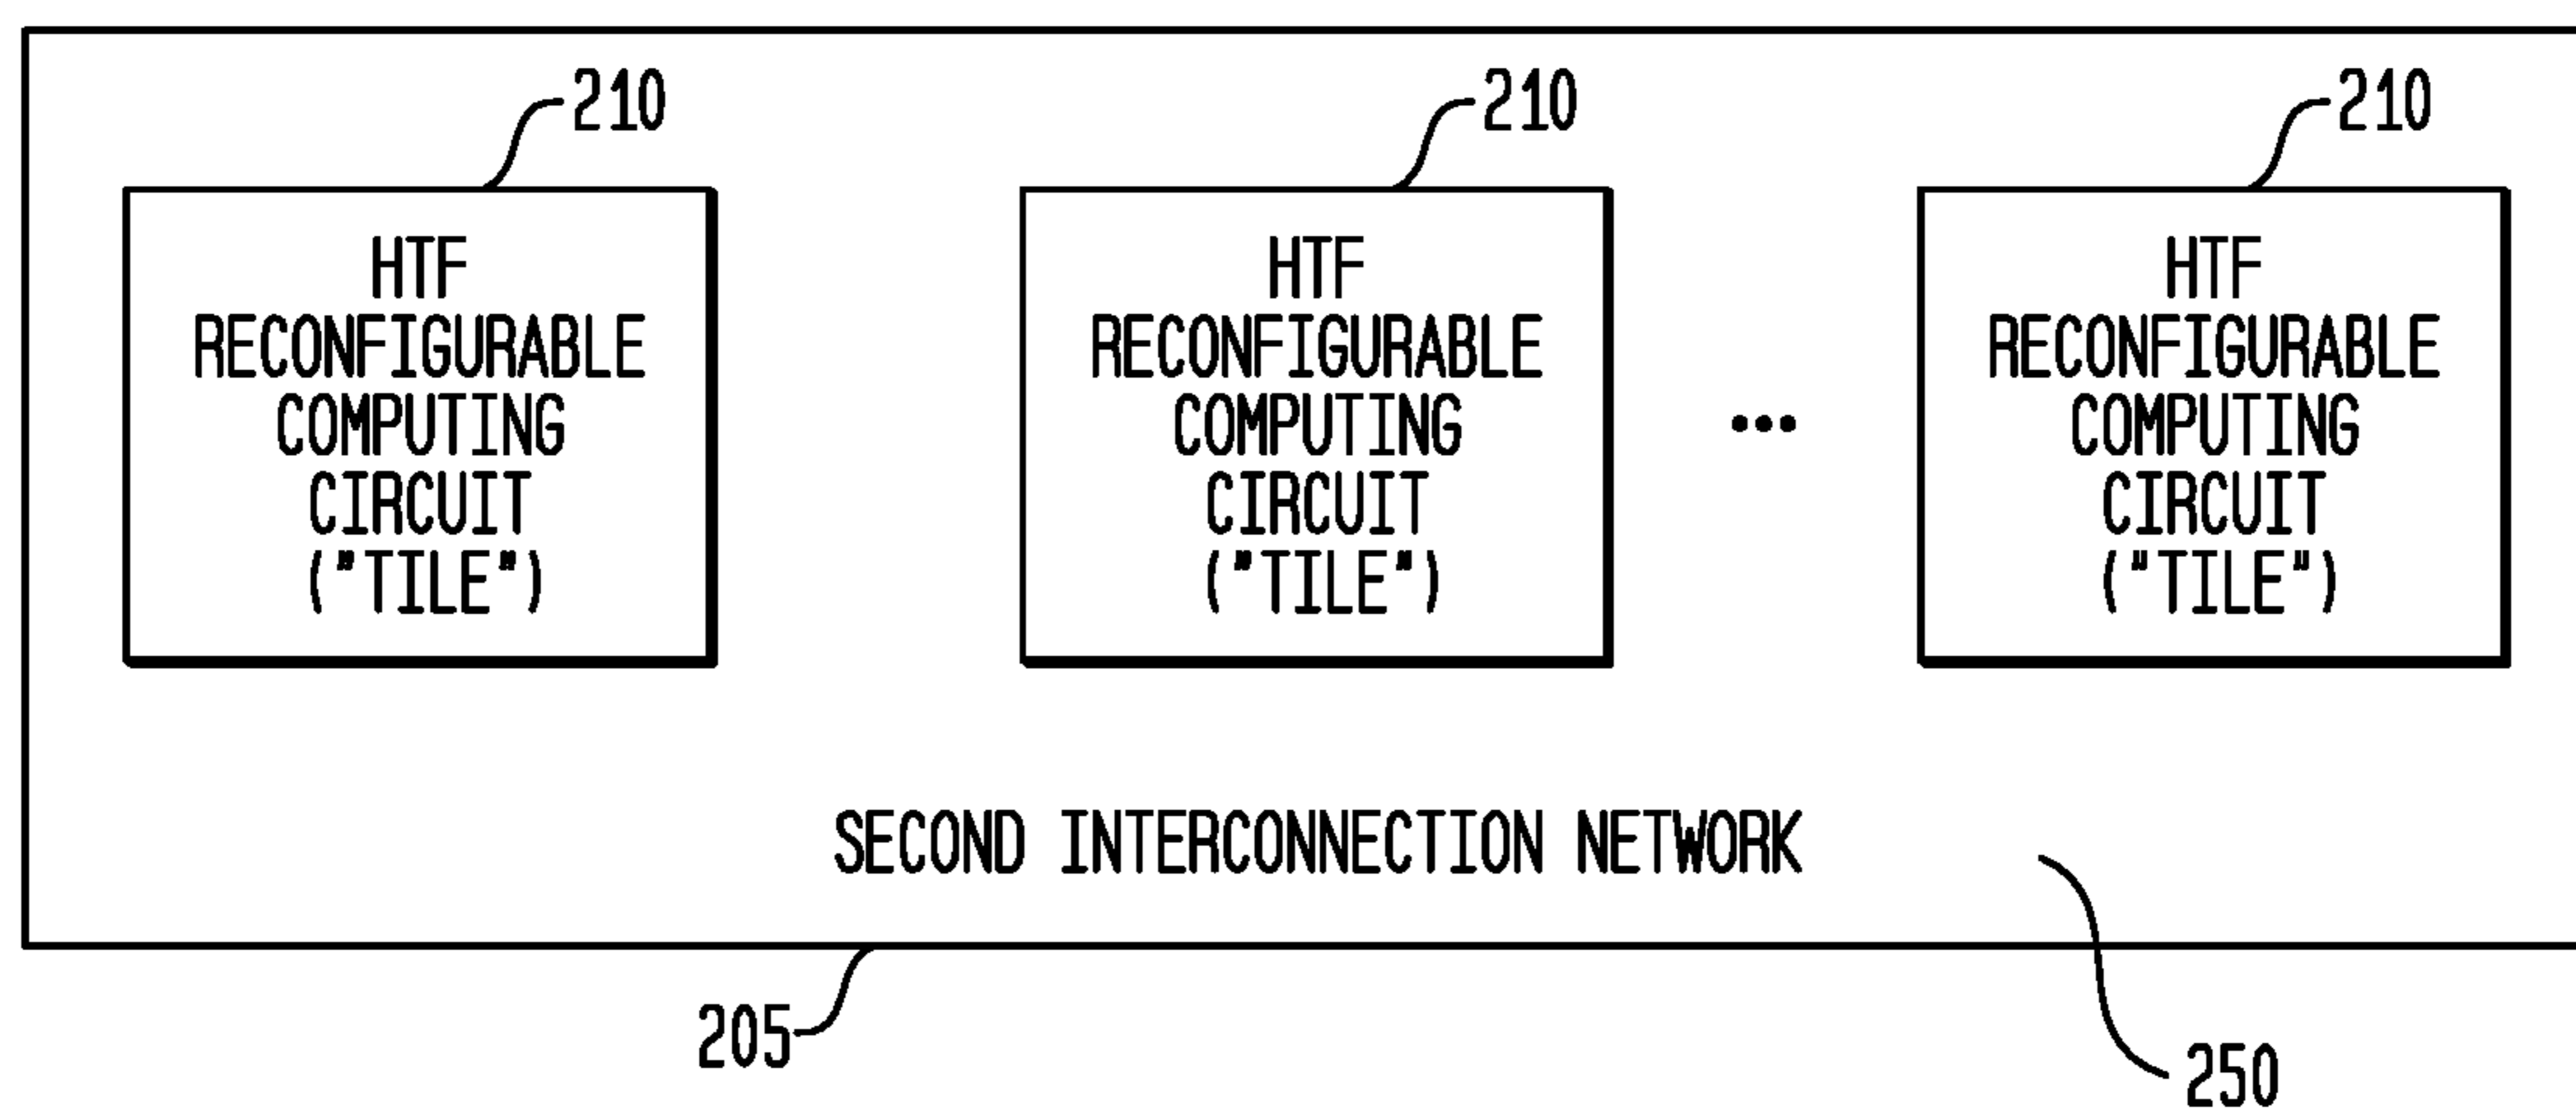 210 210 210
HTF
RECONFIGURABLE
COMPUTING
CIRCUIT
("TILE")
HTF
RECONFIGURABLE
COMPUTING
CIRCUIT
("TILE")
...
HTF
RECONFIGURABLE
COMPUTING
CIRCUIT
("TILE")
SECOND INTERCONNECTION NETWORK
205
250